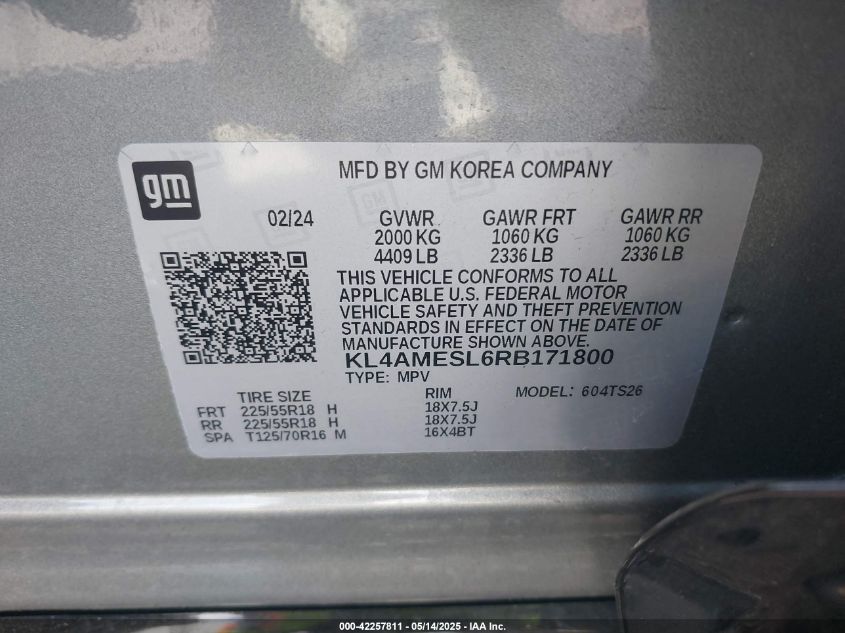 gm
MFD BY GM KOREA COMPANY
02/24 GVWR GAWR FRT GAWR RR
2000 KG 1060 KG 1060 KG
4409 LB 2336 LB 2336 LB
THIS VEHICLE CONFORMS TO ALL
APPLICABLE U.S. FEDERAL MOTOR
VEHICLE SAFETY AND THEFT PREVENTION
STANDARDS IN EFFECT ON THE DATE OF
MANUFACTURE SHOWN ABOVE.
KL4AMESL6RB171800
TYPE: MPV
TIRE SIZE RIM MODEL: 604TS26
FRT 225/55R18 H 18X7.5J
RR 225/55R18 H 18X7.5J
SPA T125/70R16 M 16X4BT
000-42257811 - 05/14/2025 - IAA Inc.